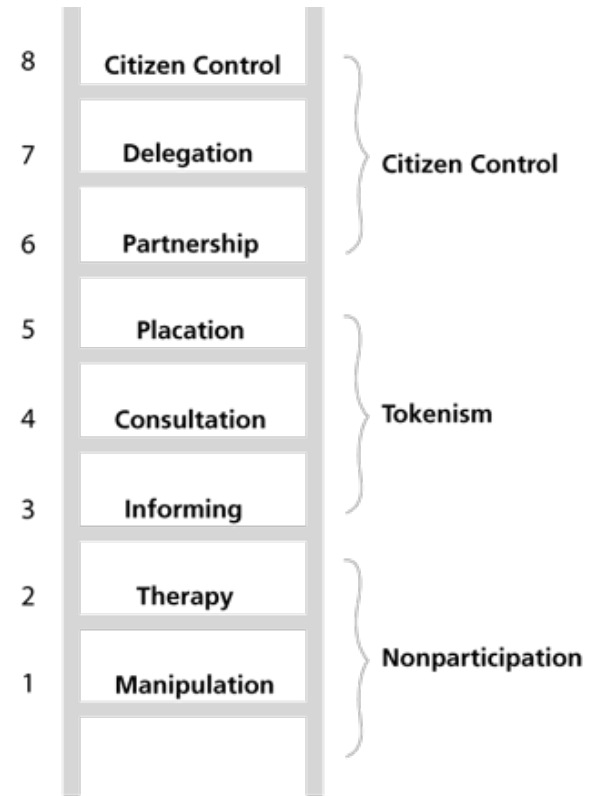 8 Citizen Control
7 Delegation
Citizen Control
6 Partnership
5 Placation
4 Consultation
Tokenism
3 Informing
2 Therapy
Nonparticipation
1 Manipulation